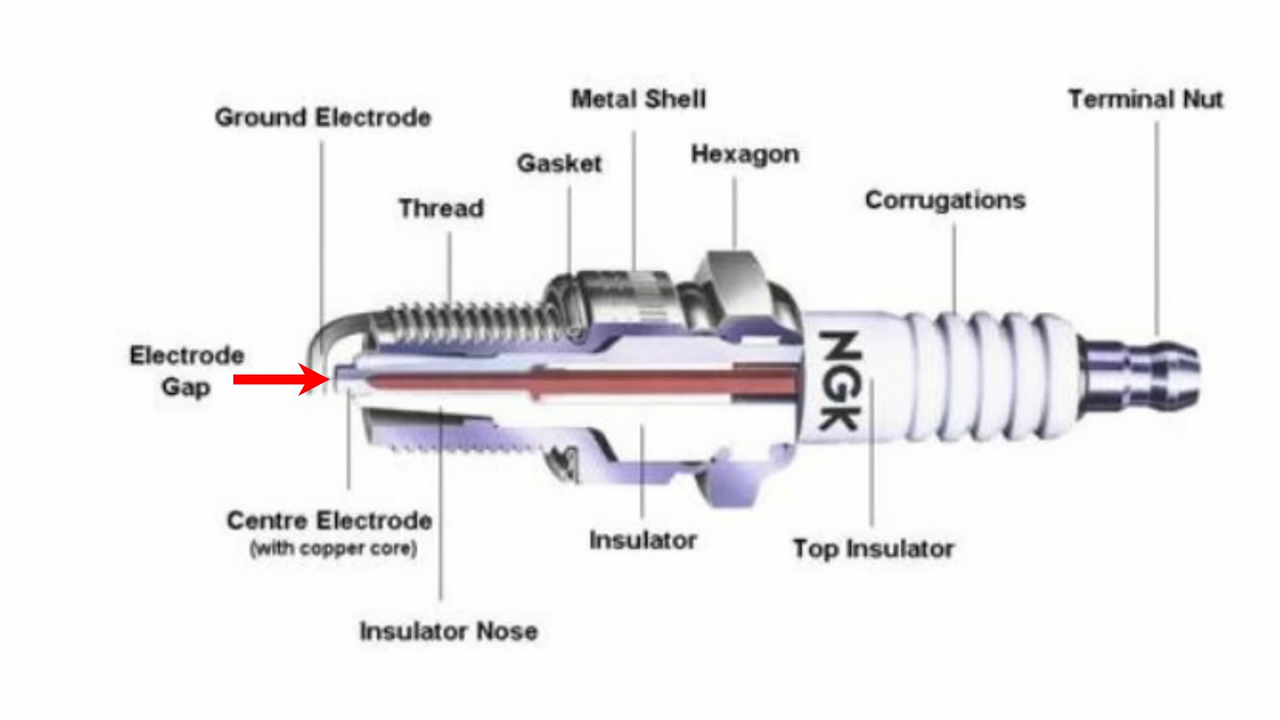 Metal Shell
Terminal Nut
Ground Electrode
Hexagon
Gasket
Corrugations
Thread
Electrode
Gap
NGK
Centre Electrode
(with copper core)
Insulator
Top Insulator
Insulator Nose